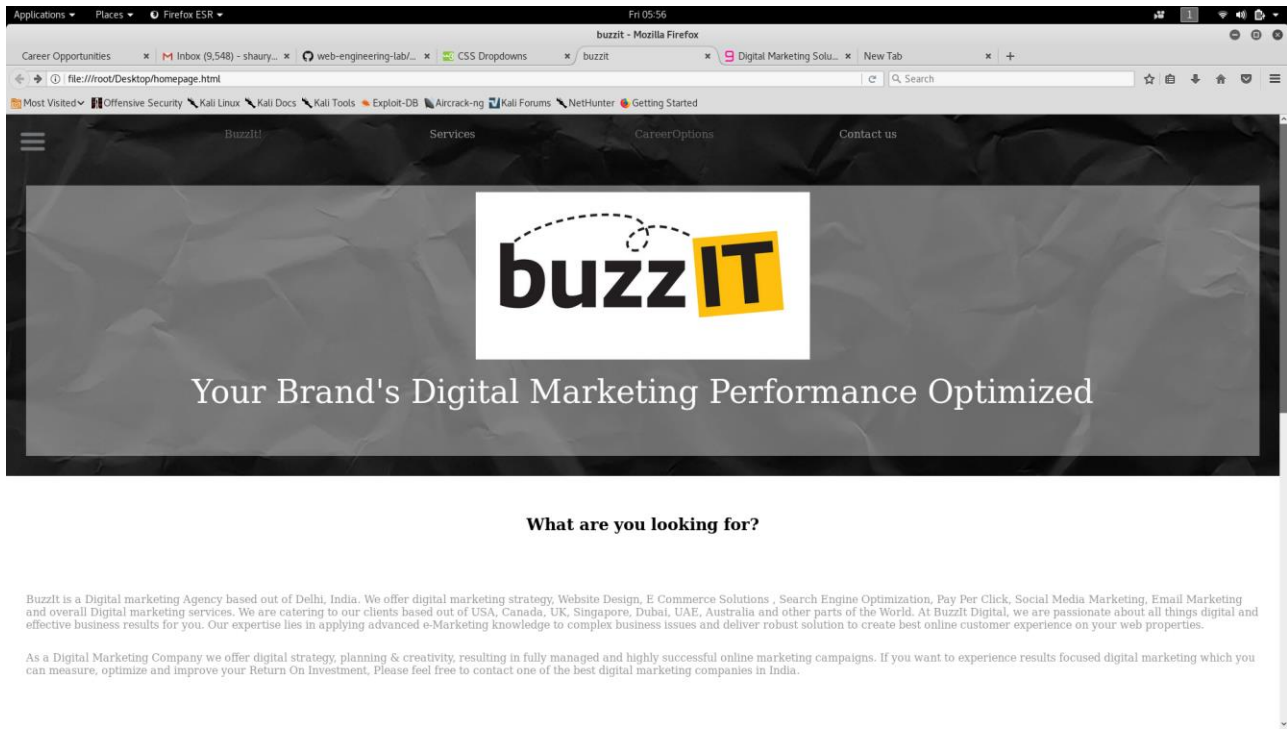 Applications Places Firefox ESR Fri 05:56 1
buzzit - Mozilla Firefox
Career Opportunities Inbox (9,548) - shaury... web-engineering-lab/... CSS Dropdowns buzzit Digital Marketing Solu... New Tab
file:///root/Desktop/homepage.html Search
Most Visited Offensive Security Kali Linux Kali Docs Kali Tools Exploit-DB Aircrack-ng Kali Forums NetHunter Getting Started
BuzzIt! Services CareerOptions Contact us
buzzIT
Your Brand's Digital Marketing Performance Optimized
What are you looking for?
BuzzIt is a Digital marketing Agency based out of Delhi, India. We offer digital marketing strategy, Website Design, E Commerce Solutions , Search Engine Optimization, Pay Per Click, Social Media Marketing, Email Marketing
and overall Digital marketing services. We are catering to our clients based out of USA, Canada, UK, Singapore, Dubai, UAE, Australia and other parts of the World. At BuzzIt Digital, we are passionate about all things digital and
effective business results for you. Our expertise lies in applying advanced e-Marketing knowledge to complex business issues and deliver robust solution to create best online customer experience on your web properties.
As a Digital Marketing Company we offer digital strategy, planning & creativity, resulting in fully managed and highly successful online marketing campaigns. If you want to experience results focused digital marketing which you
can measure, optimize and improve your Return On Investment, Please feel free to contact one of the best digital marketing companies in India.